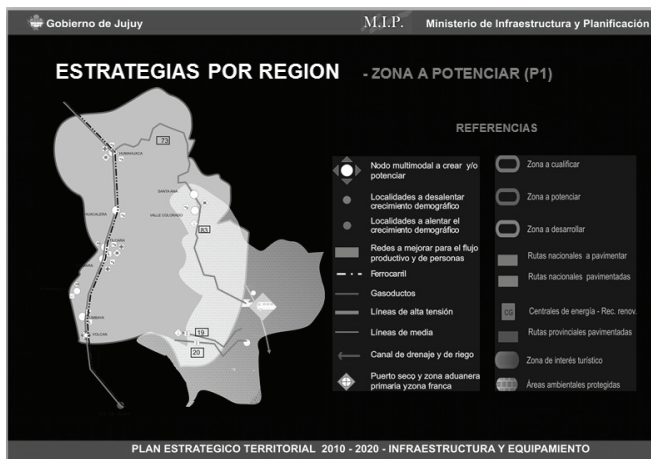 Gobierno de Jujuy
M.I.P.
Ministerio de Infraestructura y Planificación
ESTRATEGIAS POR REGION - ZONA A POTENCIAR (P1)
REFERENCIAS
Nodo multimodal a crear y/o
potenciar
Localidades a desalentar
crecimiento demográfico
Localidades a alentar el
crecimiento demográfico
Redes a mejorar para el flujo
productivo y de personas
Ferrocarril
Gasoductos
Líneas de alta tensión
Líneas de media
Canal de drenaje y de riego
Puerto seco y zona aduanera
primaria yzona franca
Zona a cualificar
Zona a potenciar
Zona a desarrollar
Rutas nacionales a pavimentar
Rutas nacionales pavimentadas
CG
Centrales de energía - Rec. renov.
Rutas provinciales pavimentadas
Zona de interés turístico
Áreas ambientales protegidas
73
HUMAHUACA
SANTA ANA
VALLE COLORADO
83
19
20
VOLCAN
PLAN ESTRATEGICO TERRITORIAL 2010 - 2020 - INFRAESTRUCTURA Y EQUIPAMIENTO